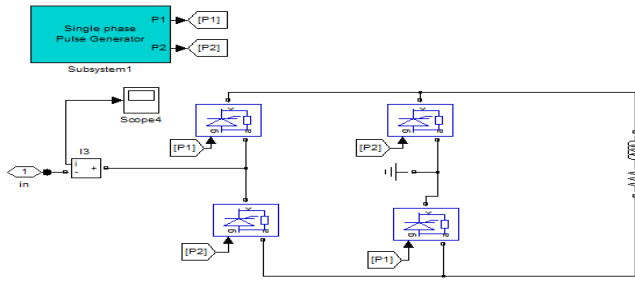 Single phase
Pulse Generator
P1
P2
[P1]
[P2]
Subsystem1
Scope4
I3
i
-
+
1
in
[P1]
[P2]
[P2]
[P1]